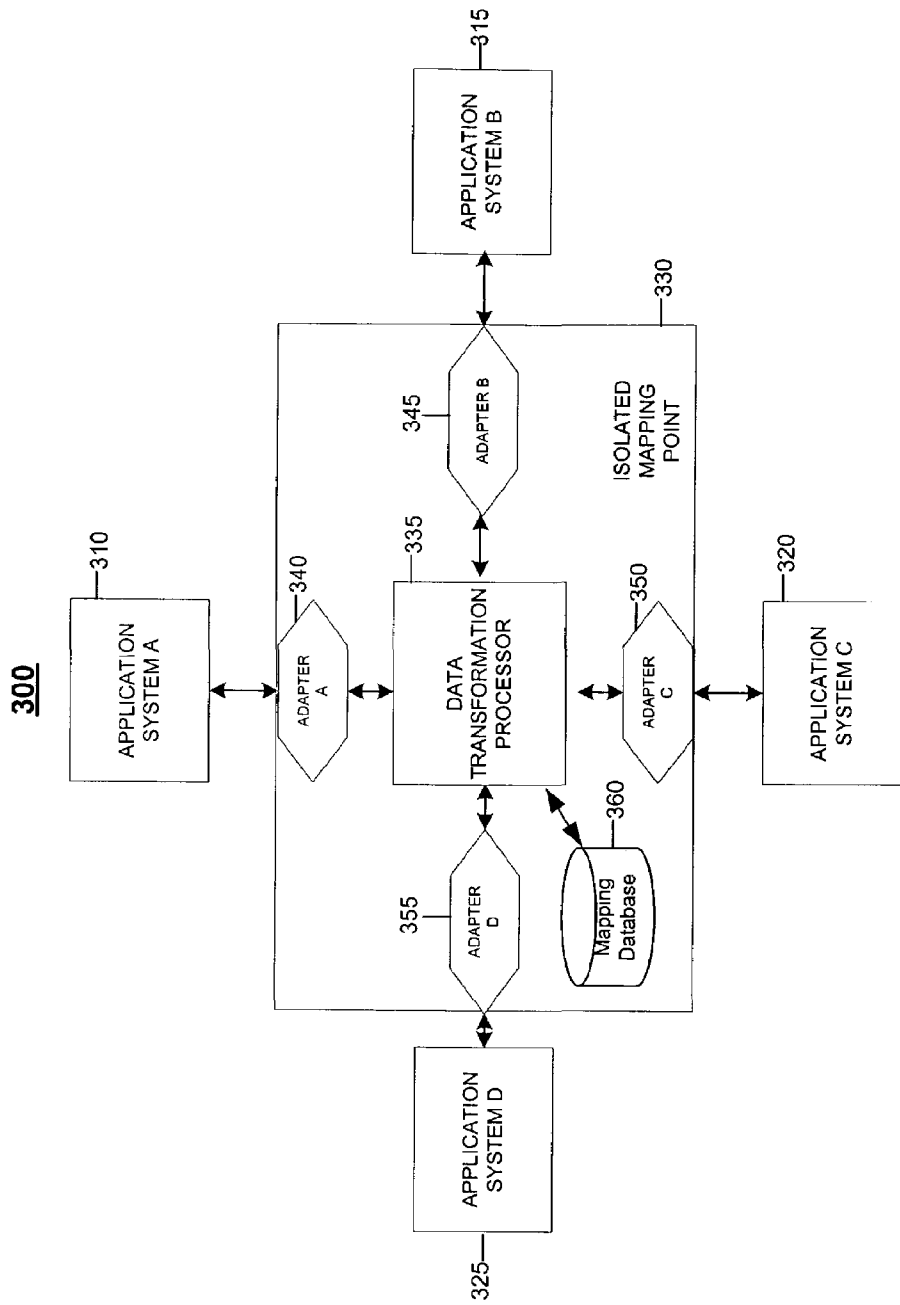 300
APPLICATION
SYSTEM A
310
ADAPTER
A
340
APPLICATION
SYSTEM D
325
ADAPTER
D
355
DATA
TRANSFORMATION
PROCESSOR
335
ADAPTER B
345
APPLICATION
SYSTEM B
315
Mapping
Database
360
ADAPTER
C
350
ISOLATED
MAPPING
POINT
330
APPLICATION
SYSTEM C
320